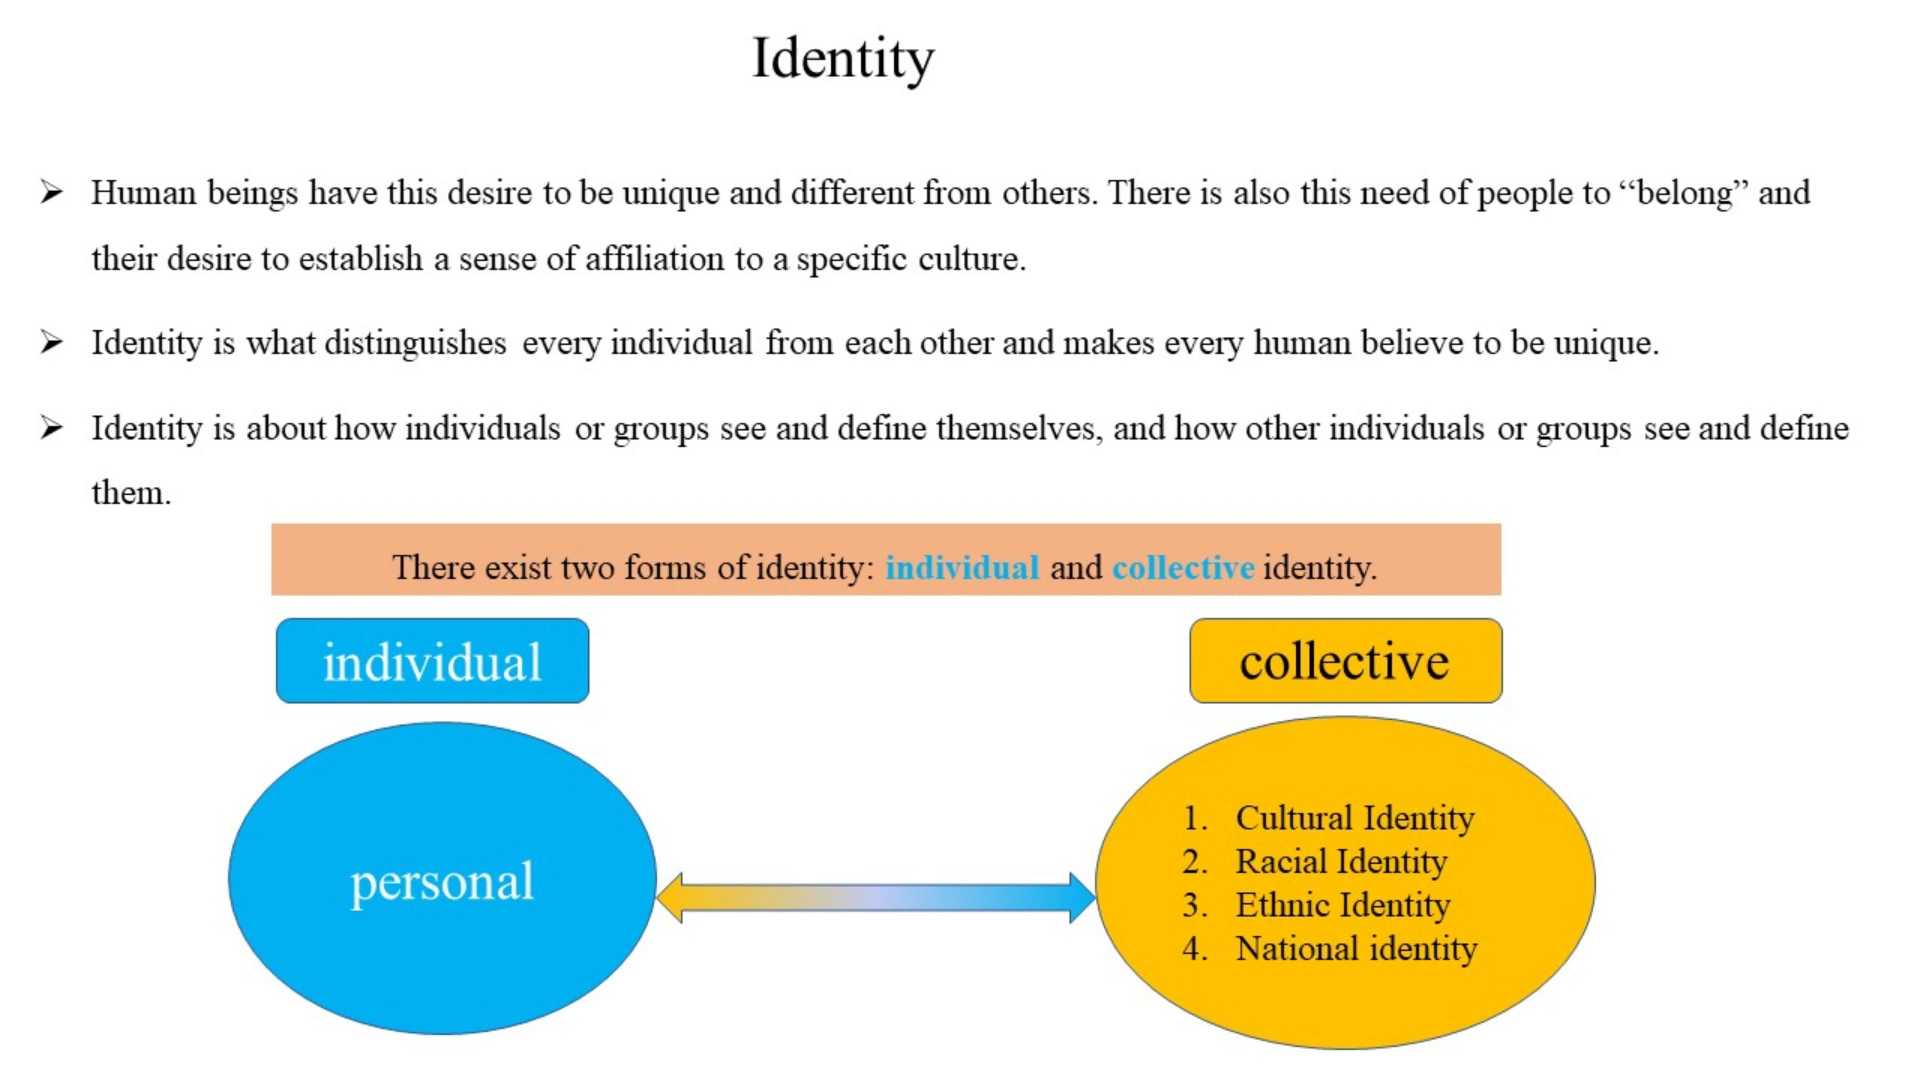 Identity
➢ Human beings have this desire to be unique and different from others. There is also this need of people to “belong” and
their desire to establish a sense of affiliation to a specific culture.
➢ Identity is what distinguishes every individual from each other and makes every human believe to be unique.
➢ Identity is about how individuals or groups see and define themselves, and how other individuals or groups see and define
them.
There exist two forms of identity: individual and collective identity.
individual
collective
personal
1. Cultural Identity
2. Racial Identity
3. Ethnic Identity
4. National identity